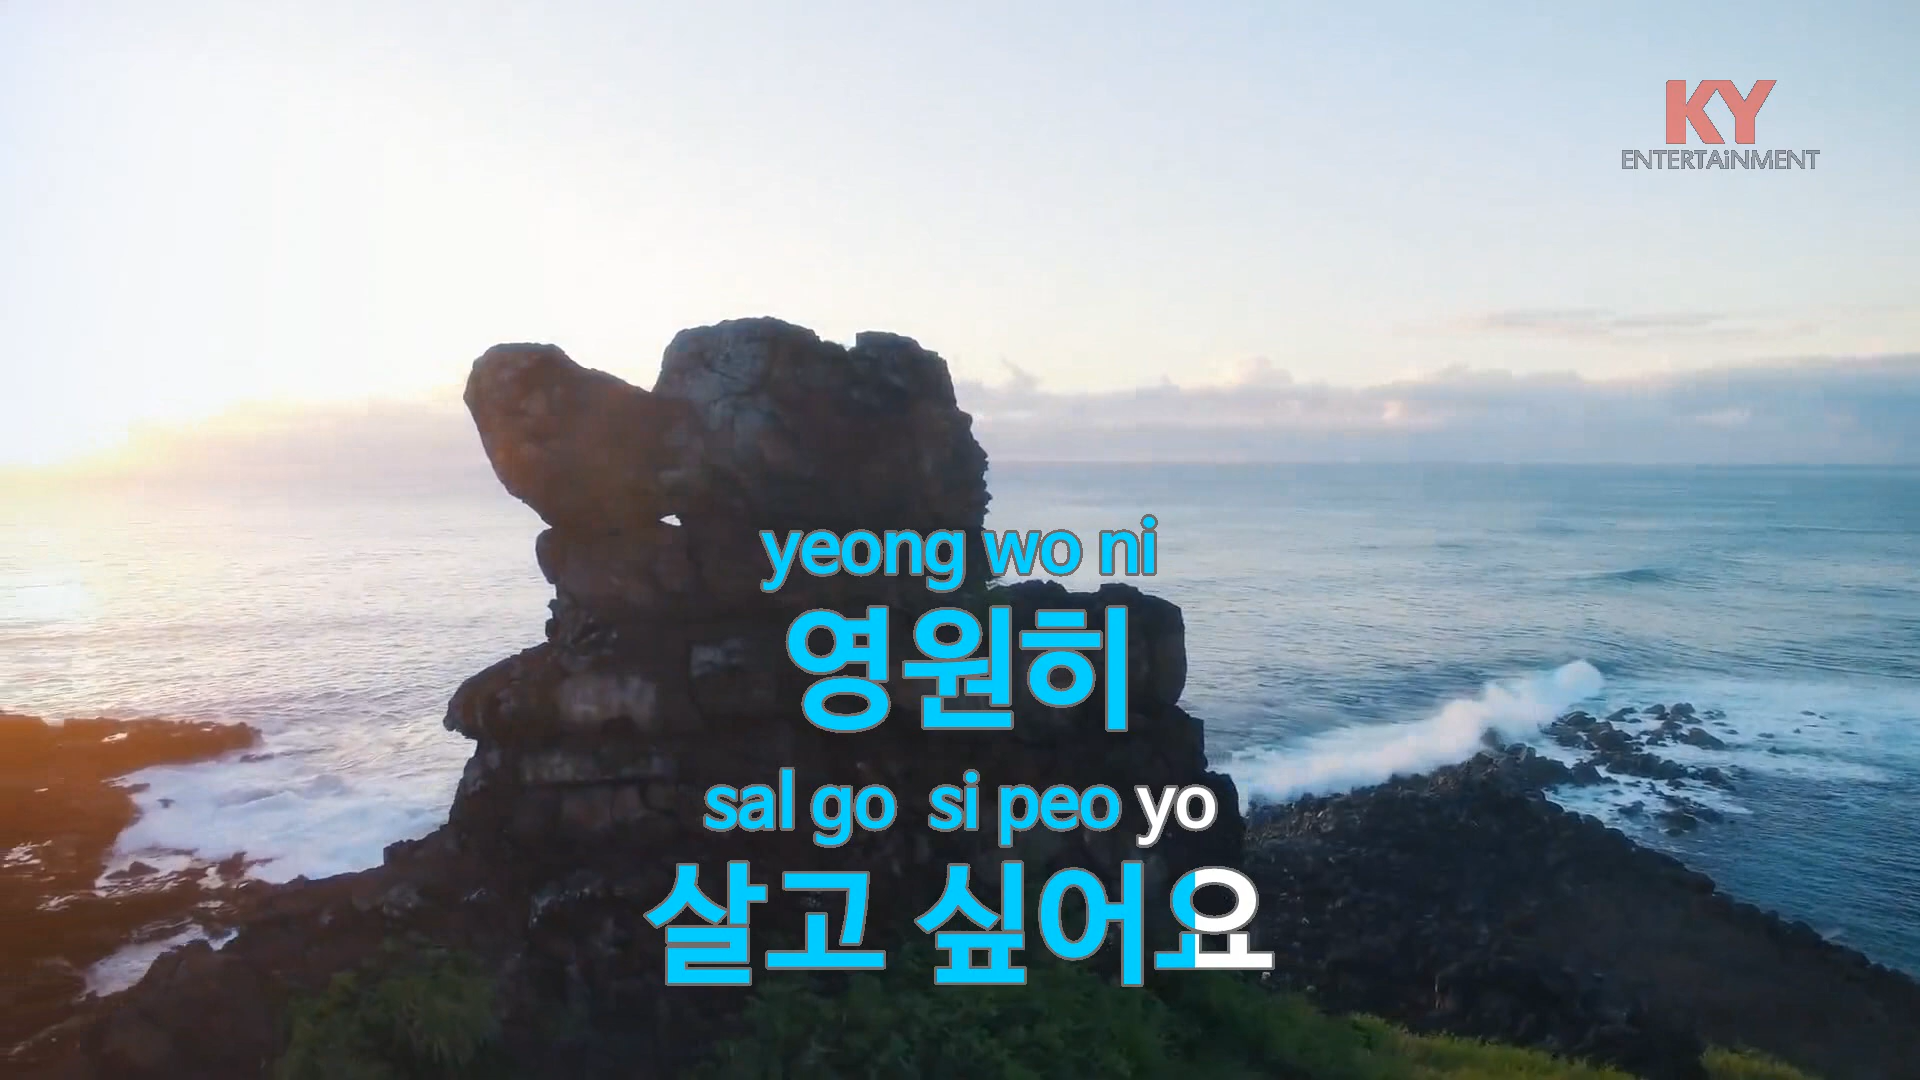 KY
ENTERTAiNMENT
yeong wo ni
영원히
sal go si peo yo
살고 싶어요